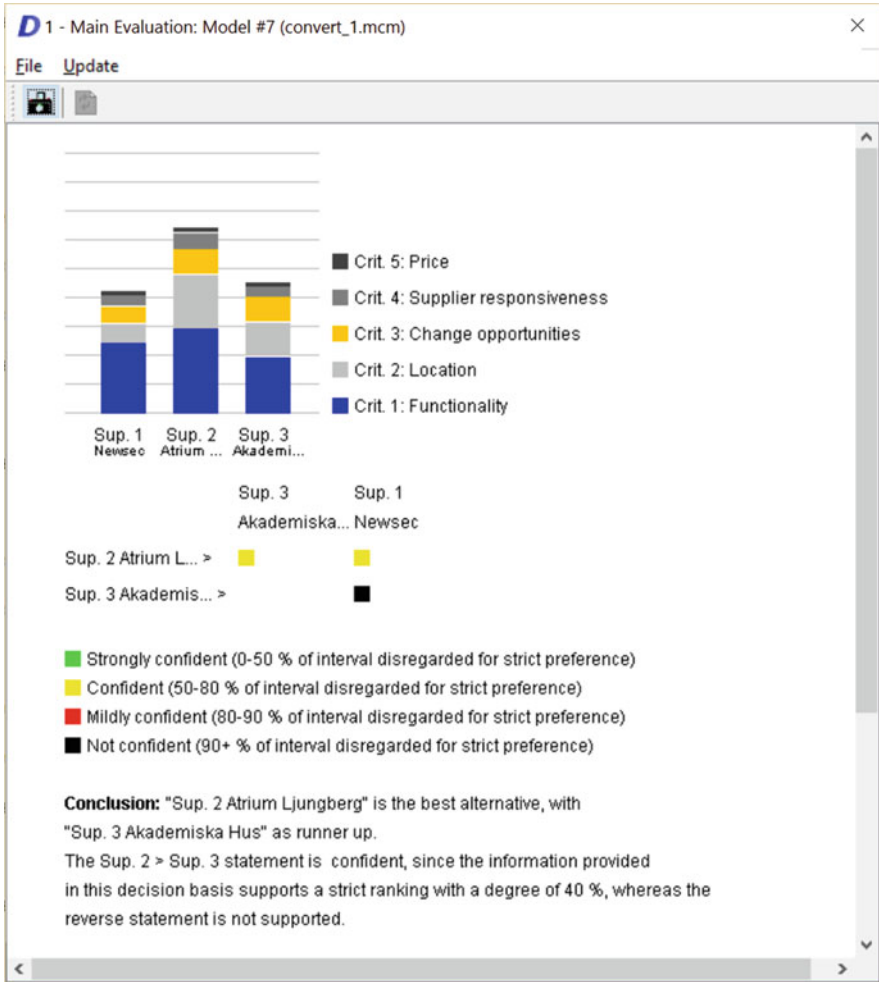 D 1 - Main Evaluation: Model #7 (convert_1.mcm)
File Update
Crit. 5: Price
Crit. 4: Supplier responsiveness
Crit. 3: Change opportunities
Crit. 2: Location
Crit. 1: Functionality
Sup. 1 Sup. 2 Sup. 3
Newsec Atrium ... Akademi...
Sup. 3 Sup. 1
Akademiska... Newsec
Sup. 2 Atrium L... >
Sup. 3 Akademis... >
Strongly confident (0-50 % of interval disregarded for strict preference)
Confident (50-80 % of interval disregarded for strict preference)
Mildly confident (80-90 % of interval disregarded for strict preference)
Not confident (90+ % of interval disregarded for strict preference)
Conclusion: "Sup. 2 Atrium Ljungberg" is the best alternative, with
"Sup. 3 Akademiska Hus" as runner up.
The Sup. 2 > Sup. 3 statement is confident, since the information provided
in this decision basis supports a strict ranking with a degree of 40 %, whereas the
reverse statement is not supported.